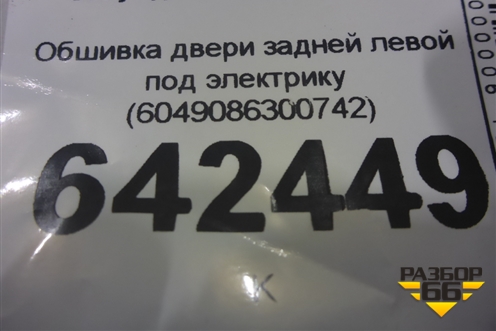 Обшивка двери задней левой
под электрику
(6049086300742)
642449
К
РАЗБОР
66